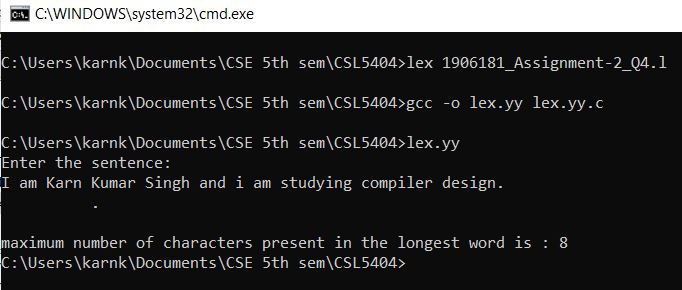 C:\WINDOWS\system32\cmd.exe
C:\Users\karnk\Documents\CSE 5th sem\CSL5404>lex 1906181_Assignment-2_Q4.l
C:\Users\karnk\Documents\CSE 5th sem\CSL5404>gcc -o lex.yy lex.yy.c
C:\Users\karnk\Documents\CSE 5th sem\CSL5404>lex.yy
Enter the sentence:
I am Karn Kumar Singh and i am studying compiler design.
.
maximum number of characters present in the longest word is : 8
C:\Users\karnk\Documents\CSE 5th sem\CSL5404>